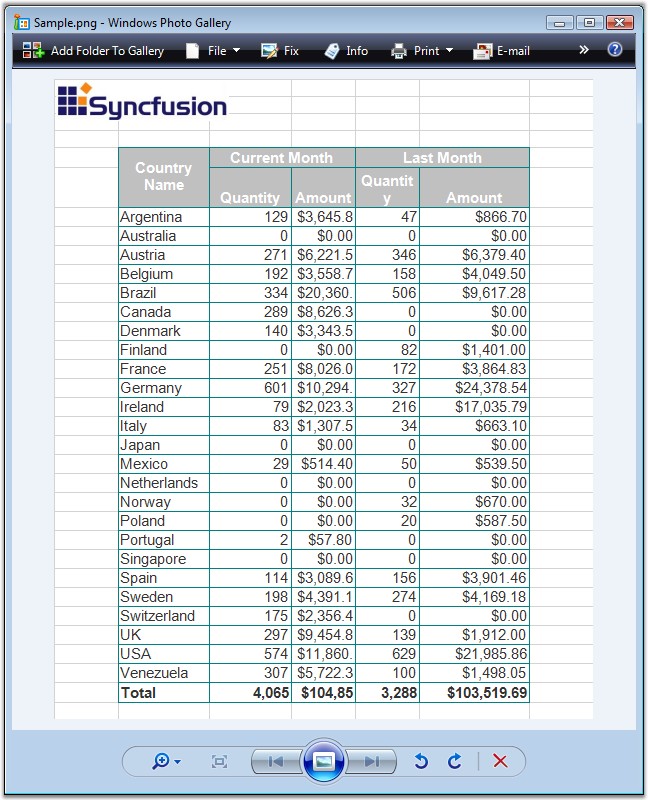 Sample.png - Windows Photo Gallery
Add Folder To Gallery File Fix Info Print E-mail » ?
Syncfusion
Country Name Current Month Last Month
Quantity Amount Quantity Amount
Argentina 129 $3,645.8 47 $866.70
Australia 0 $0.00 0 $0.00
Austria 271 $6,221.5 346 $6,379.40
Belgium 192 $3,558.7 158 $4,049.50
Brazil 334 $20,360. 506 $9,617.28
Canada 289 $8,626.3 0 $0.00
Denmark 140 $3,343.5 0 $0.00
Finland 0 $0.00 82 $1,401.00
France 251 $8,026.0 172 $3,864.83
Germany 601 $10,294. 327 $24,378.54
Ireland 79 $2,023.3 216 $17,035.79
Italy 83 $1,307.5 34 $663.10
Japan 0 $0.00 0 $0.00
Mexico 29 $514.40 50 $539.50
Netherlands 0 $0.00 0 $0.00
Norway 0 $0.00 32 $670.00
Poland 0 $0.00 20 $587.50
Portugal 2 $57.80 0 $0.00
Singapore 0 $0.00 0 $0.00
Spain 114 $3,089.6 156 $3,901.46
Sweden 198 $4,391.1 274 $4,169.18
Switzerland 175 $2,356.4 0 $0.00
UK 297 $9,454.8 139 $1,912.00
USA 574 $11,860. 629 $21,985.86
Venezuela 307 $5,722.3 100 $1,498.05
Total 4,065 $104,85 3,288 $103,519.69